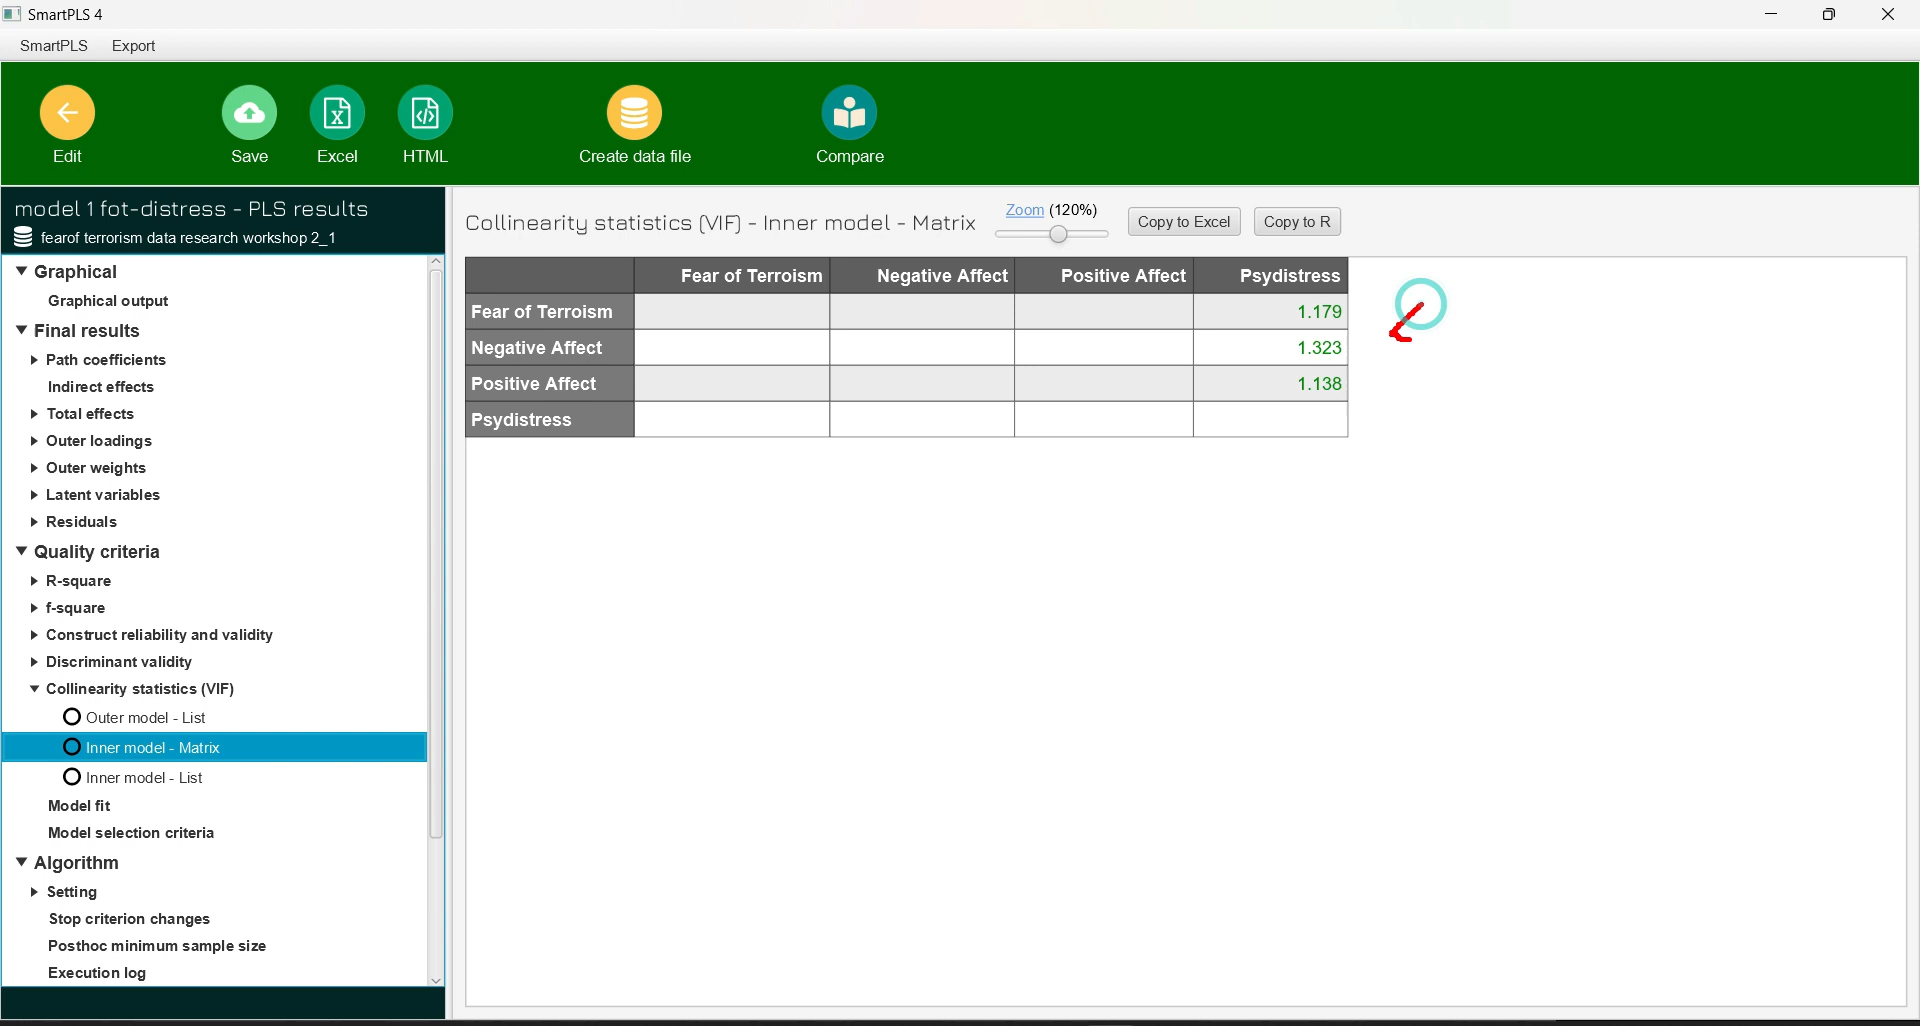 SmartPLS 4
SmartPLS Export
Edit Save Excel HTML Create data file Compare
model 1 fot-distress - PLS results
fearof terrorism data research workshop 2_1
Graphical
Graphical output
Final results
Path coefficients
Indirect effects
Total effects
Outer loadings
Outer weights
Latent variables
Residuals
Quality criteria
R-square
f-square
Construct reliability and validity
Discriminant validity
Collinearity statistics (VIF)
Outer model - List
Inner model - Matrix
Inner model - List
Model fit
Model selection criteria
Algorithm
Setting
Stop criterion changes
Posthoc minimum sample size
Execution log
Collinearity statistics (VIF) - Inner model - Matrix Zoom (120%) Copy to Excel Copy to R
Fear of Terroism Negative Affect Positive Affect Psydistress
Fear of Terroism 1.179
Negative Affect 1.323
Positive Affect 1.138
Psydistress